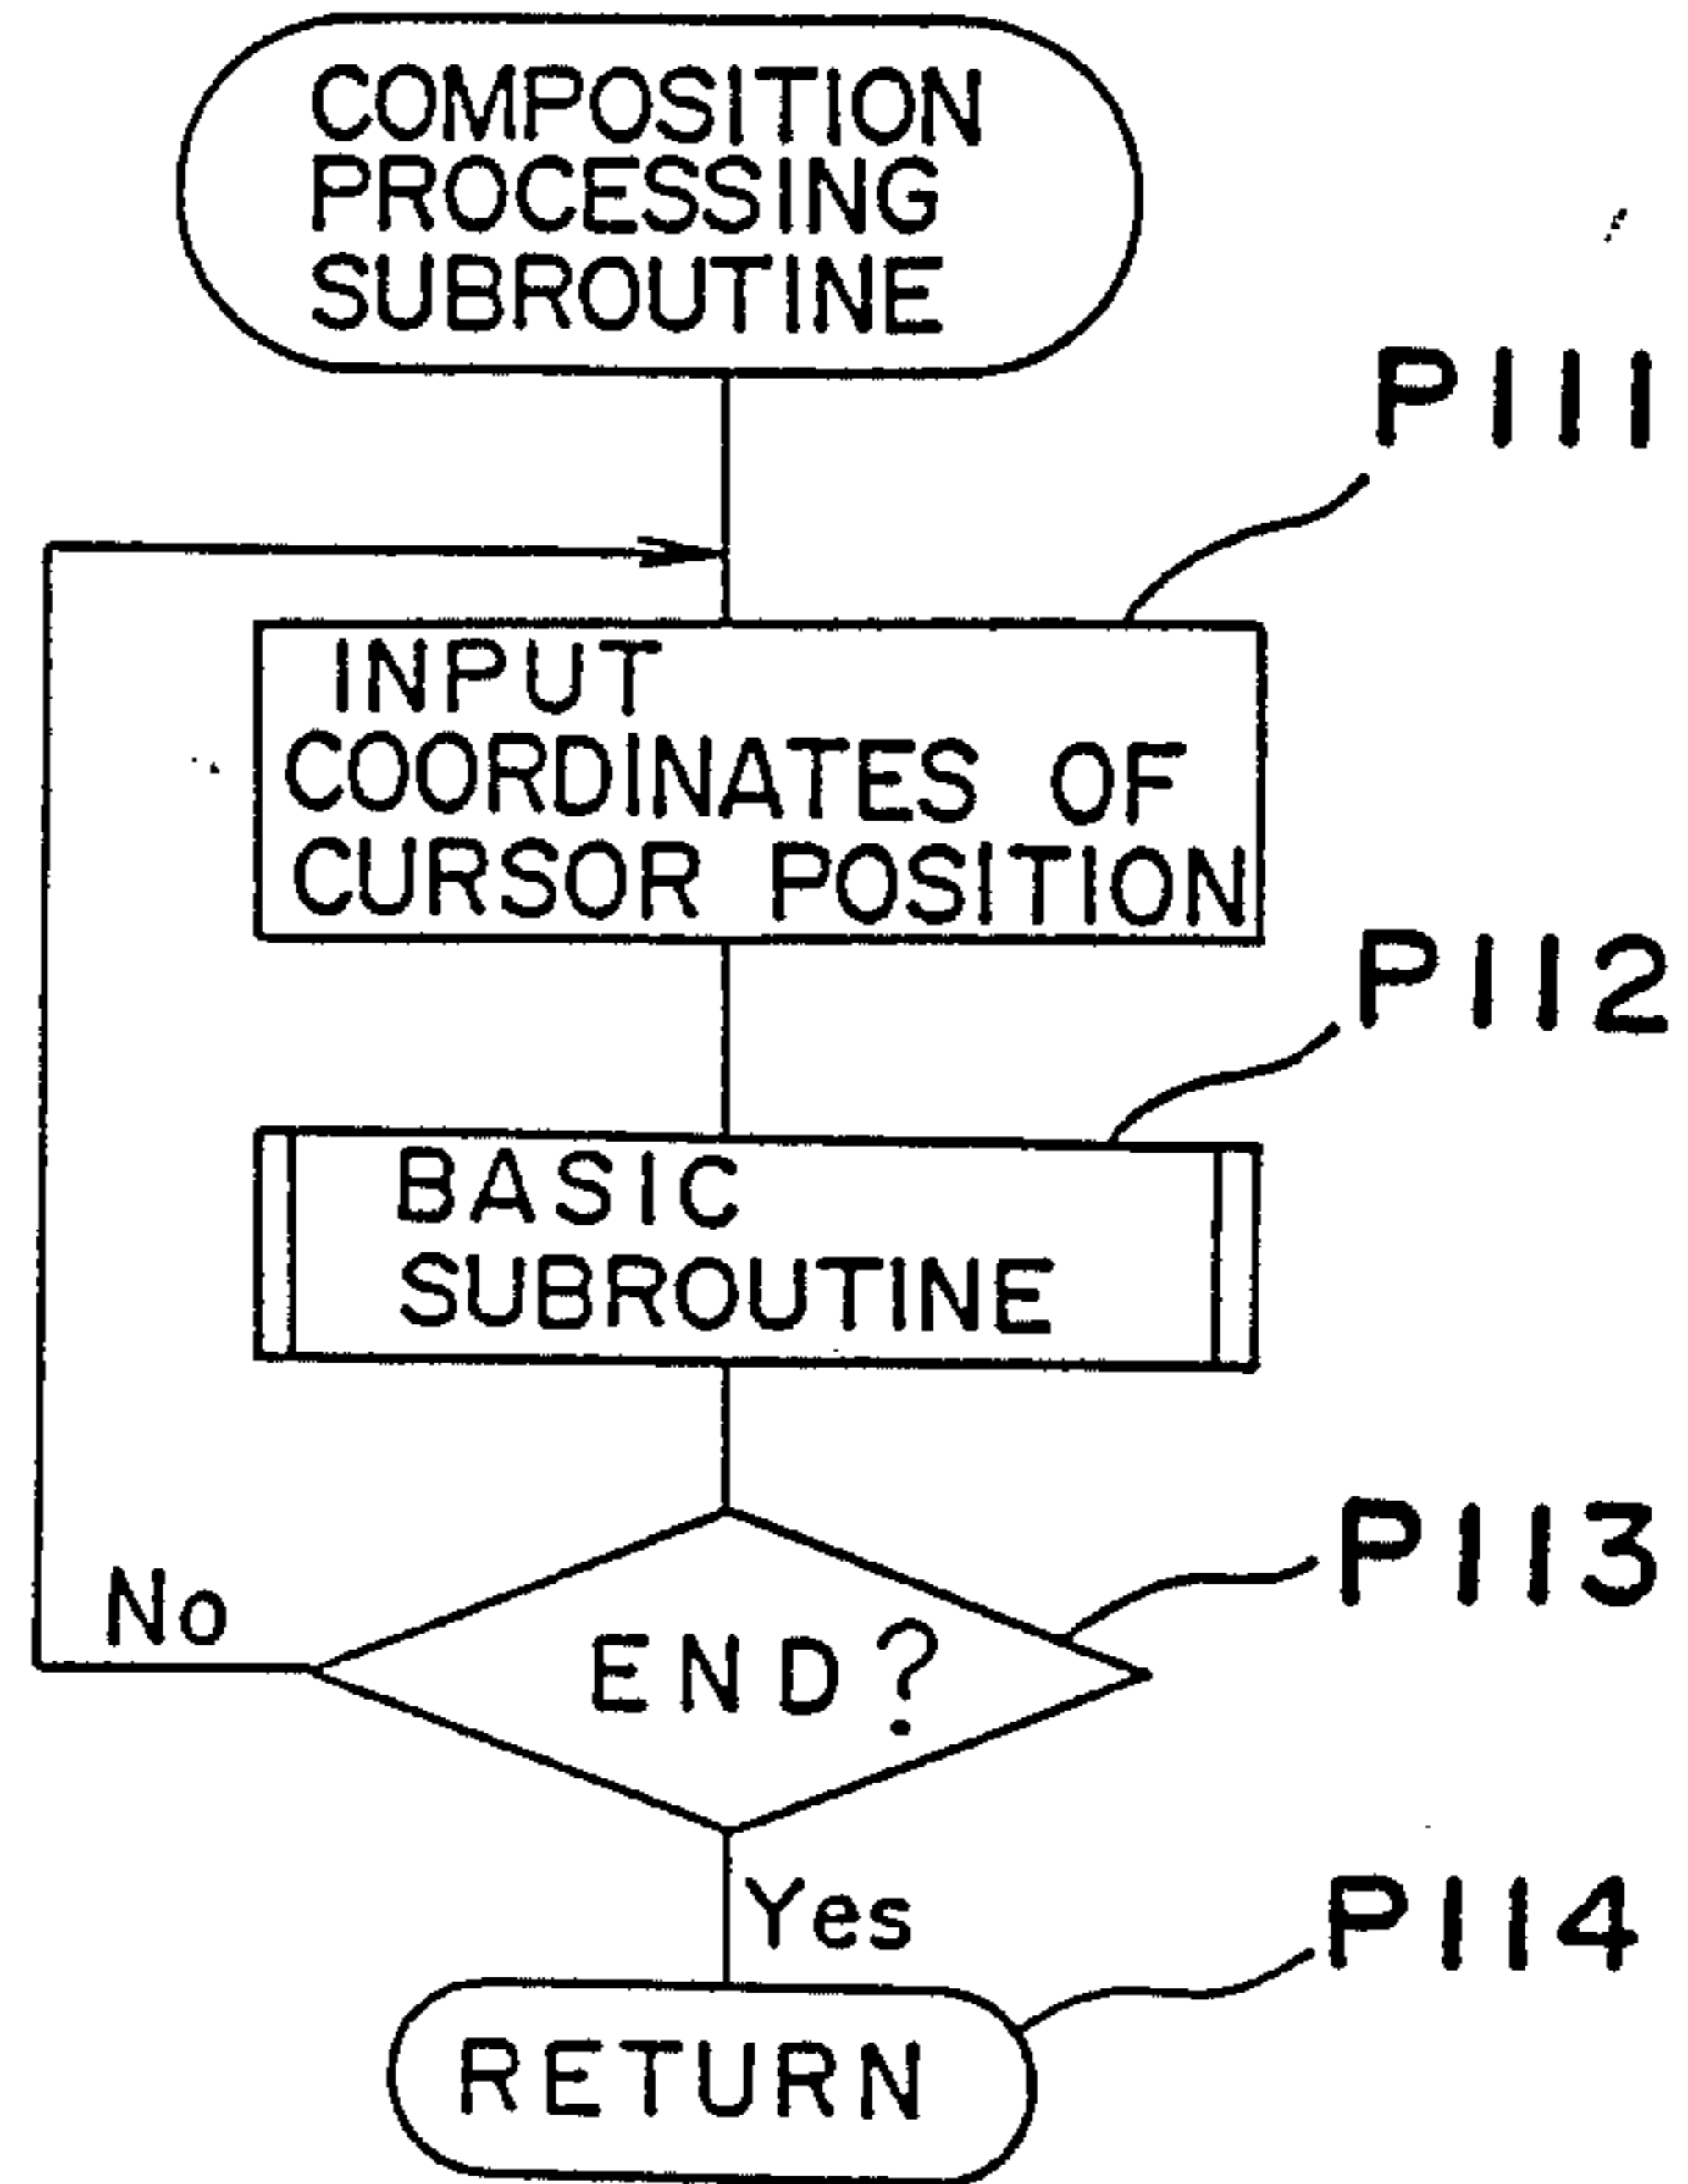 COMPOSITION
PROCESSING
SUBROUTINE
P111
INPUT
COORDINATES OF
CURSOR POSITION
P112
BASIC
SUBROUTINE
P113
No
END?
Yes
P114
RETURN